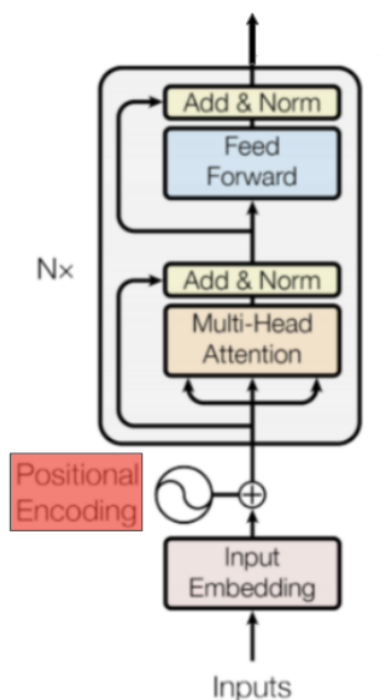 Add & Norm
Feed
Forward
Nx
Add & Norm
Multi-Head
Attention
Positional
Encoding
Input
Embedding
Inputs